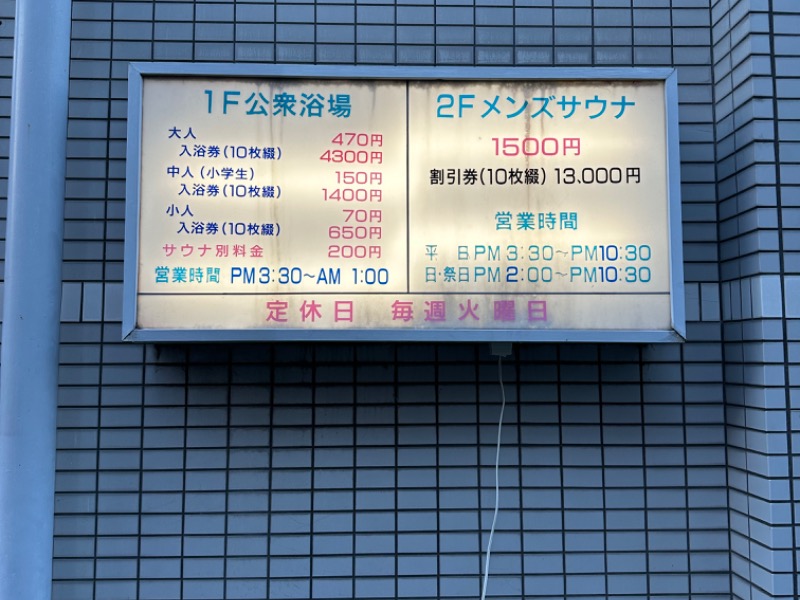 1F公衆浴場
大人 470円
入浴券(10枚綴) 4300円
中人(小学生) 150円
入浴券(10枚綴) 1400円
小人 70円
入浴券(10枚綴) 650円
サウナ別料金 200円
営業時間 PM3:30〜AM 1:00
2Fメンズサウナ
1500円
割引券(10枚綴) 13,000円
営業時間
平 日 PM 3:30〜PM10:30
日・祭日 PM 2:00〜PM10:30
定休日 毎週火曜日